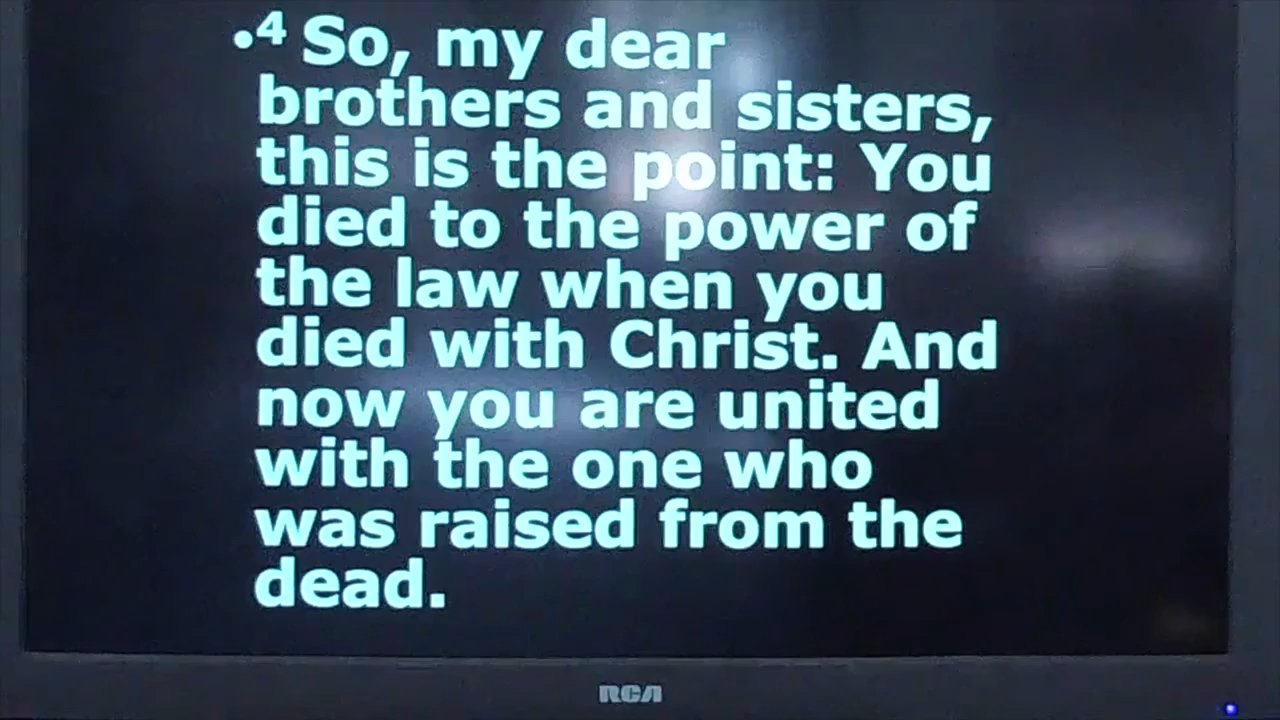 •4 So, my dear
brothers and sisters,
this is the point: You
died to the power of
the law when you
died with Christ. And
now you are united
with the one who
was raised from the
dead.
RCA